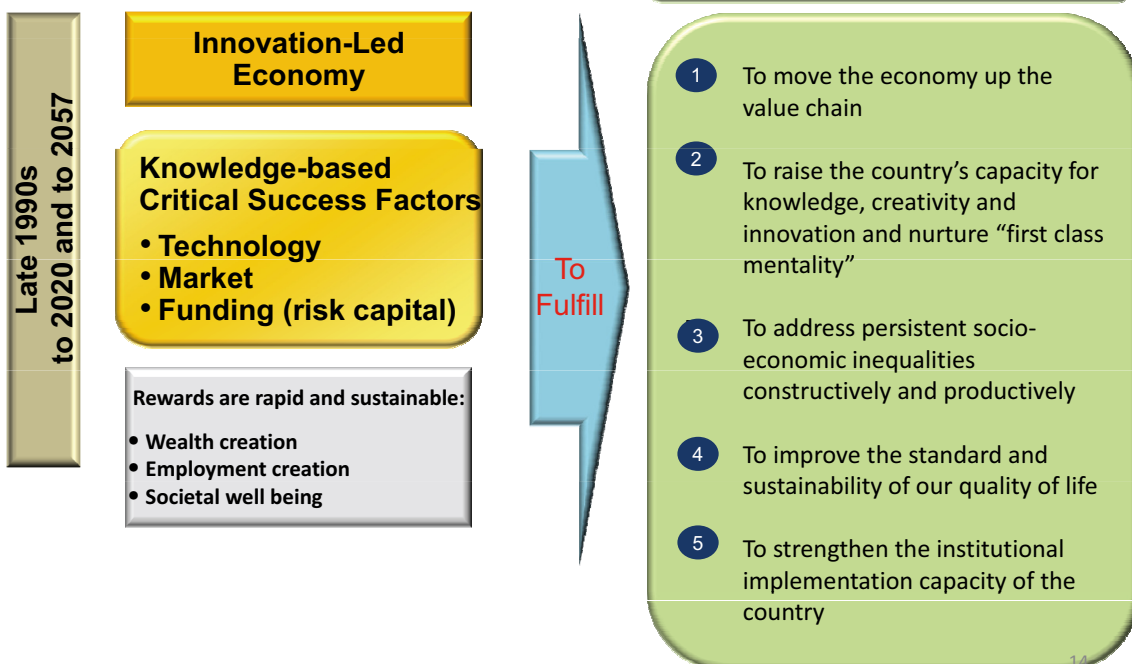 Late 1990s
to 2020 and to 2057
Innovation-Led
Economy
Knowledge-based
Critical Success Factors
• Technology
• Market
• Funding (risk capital)
Rewards are rapid and sustainable:
• Wealth creation
• Employment creation
• Societal well being
To
Fulfill
1 To move the economy up the
value chain
2 To raise the country’s capacity for
knowledge, creativity and
innovation and nurture “first class
mentality”
3 To address persistent socio-
economic inequalities
constructively and productively
4 To improve the standard and
sustainability of our quality of life
5 To strengthen the institutional
implementation capacity of the
country
14